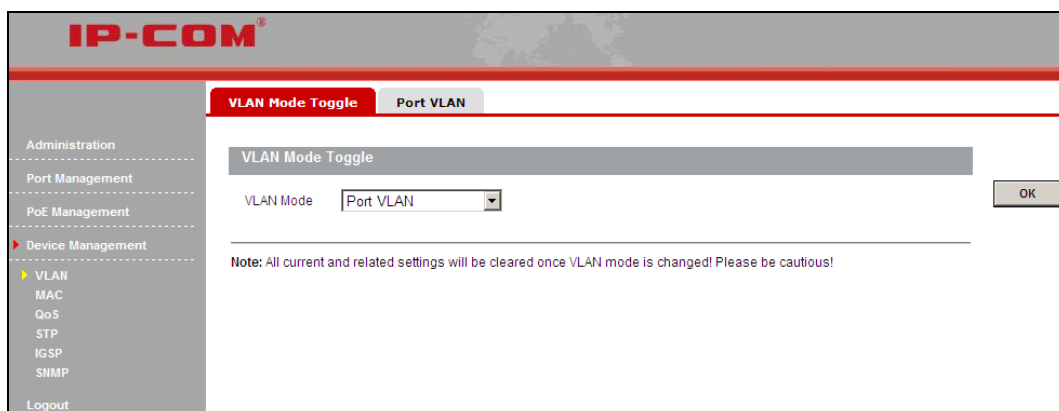 IP-COM®
VLAN Mode Toggle
Port VLAN
Administration
Port Management
PoE Management
Device Management
VLAN
MAC
QoS
STP
IGSP
SNMP
Logout
VLAN Mode Toggle
VLAN Mode Port VLAN
OK
Note: All current and related settings will be cleared once VLAN mode is changed! Please be cautious!